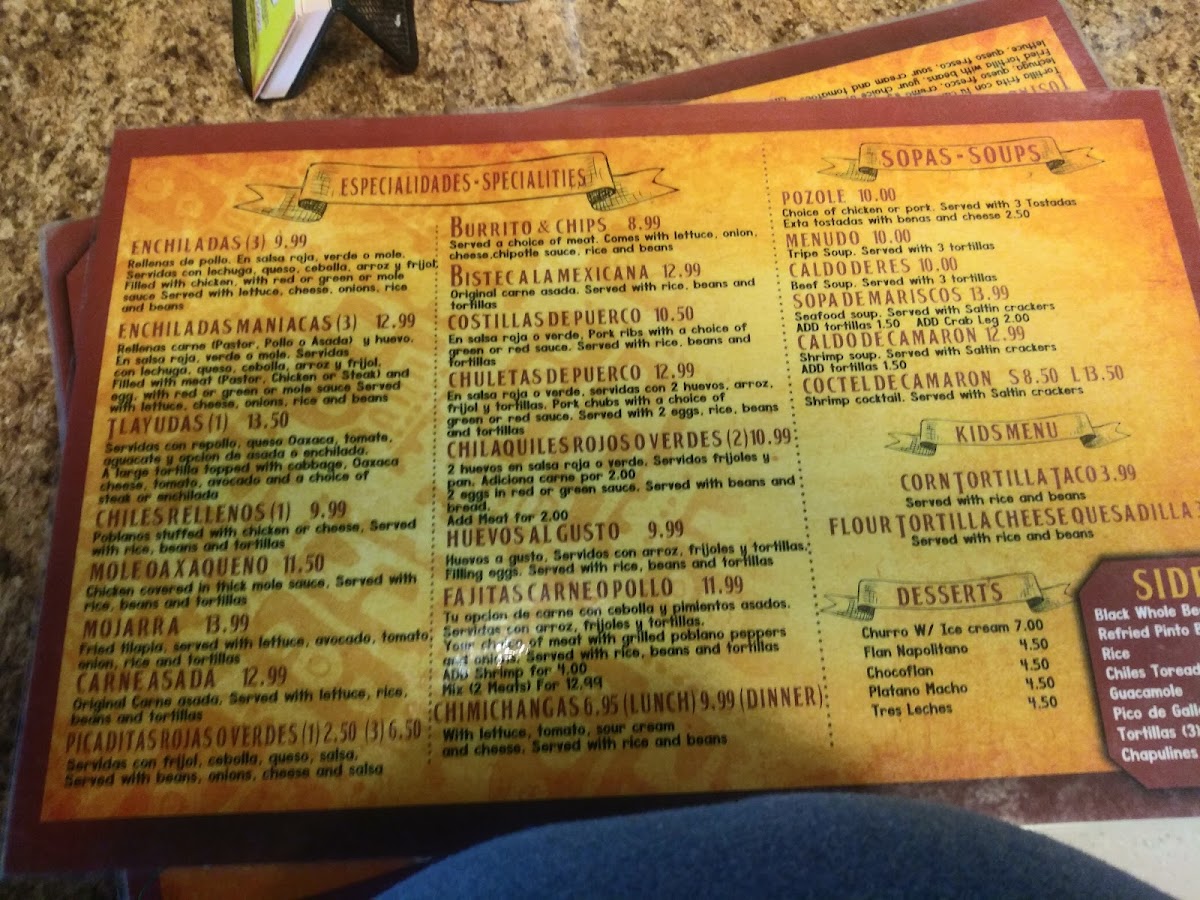 ESPECIALIDADES - SPECIALITIES
ENCHILADAS (3) 9.99
Rellenas de pollo. En salsa roja, verde o mole.
Servidas con lechuga, queso, cebolla, arroz y frijol
Filled with chicken, with red or green or mole
sauce Served with lettuce, cheese, onions, rice
and beans
ENCHILADAS MANIACAS (3) 12.99
Rellenas carne (Pastor, Pollo o Asada) y huevo.
En salsa roja, verde o mole. Servidas
con lechuga, queso, cebolla, arroz y frijol.
Filled with meat (Pastor, Chicken or Steak) and
egg, with red or green or mole sauce Served
with lettuce, cheese, onions, rice and beans
TLAYUDAS (1) 13.50
Servidas con repollo, queso Oaxaca, tomate,
aguacate y opcion de asada o enchilada.
A large tortilla topped with cabbage, Oaxaca
cheese, tomato, avocado and a choice of
steak or enchilada
CHILES RELLENOS (1) 9.99
Poblanos stuffed with chicken or cheese, Served
with rice, beans and tortillas
MOLE OAXAQUENO 11.50
Chicken covered in thick mole sauce, Served with
rice, beans and tortillas
MOJARRA 13.99
Fried tilapia, served with lettuce, avocado, tomato,
onion, rice and tortillas
CARNE ASADA 12.99
Original Carne asada, Served with lettuce, rice,
beans and tortillas
PICADITAS ROJAS O VERDES (1) 2.50 (3) 6.50
Servidas con frijol, cebolla, queso, salsa,
Served with beans, onions, cheese and salsa
BURRITO & CHIPS 8.99
Served a choice of meat. Comes with lettuce, onion,
cheese,chipotle sauce, rice and beans
BISTEC A LA MEXICANA 12.99
Original carne asada. Served with rice, beans and
tortillas
COSTILLAS DE PUERCO 10.50
En salsa roja o verde, Pork ribs with a choice of
green or red sauce. Served with rice, beans and
tortillas
CHULETAS DE PUERCO 12.99
En salsa roja o verde, servidas con 2 huevos, arroz,
frijol y tortillas. Pork chubs with a choice of
green or red sauce. Served with 2 eggs, rice, beans
and tortillas
CHILAQUILES ROJOS O VERDES (2) 10.99
2 huevos en salsa roja o verde. Servidos frijoles y
pan. Adiciona carne por 2.00
2 eggs in red or green sauce. Served with beans and
bread.
Add Meat for 2.00
HUEVOS AL GUSTO 9.99
Huevos a gusto, Servidos con arroz, frijoles y tortillas.
Filling eggs. Served with rice, beans and tortillas
FAJITAS CARNE O POLLO 11.99
Tu opcion de carne con cebolla y pimientos asados.
Servidas con arroz, frijoles y tortillas.
Your choice of meat with grilled poblano peppers
and onions. Served with rice, beans and tortillas
ADD Shrimp for 4.00
Mix (2 Meats) For 12.99
CHIMICHANGAS 6.95 (LUNCH) 9.99 (DINNER)
With lettuce, tomato, sour cream
and cheese. Served with rice and beans
SOPAS - SOUPS
POZOLE 10.00
Choice of chicken or pork. Served with 3 Tostadas
Exta tostadas with benas and cheese 2.50
MENUDO 10.00
Tripe Soup. Served with 3 tortillas
CALDO DE RES 10.00
Beef Soup. Served with 3 tortillas
SOPA DE MARISCOS 13.99
Seafood soup. Served with Saltin crackers
ADD tortillas 1.50 ADD Crab Leg 2.00
CALDO DE CAMARON 12.99
Shrimp soup. Served with Saltin crackers
ADD tortillas 1.50
COCTEL DE CAMARON S 8.50 L 13.50
Shrimp cocktail. Served with Saltin crackers
KIDS MENU
CORN TORTILLA TACO 3.99
Served with rice and beans
FLOUR TORTILLA CHEESE QUESADILLA
Served with rice and beans
DESSERTS
Churro W/ Ice cream 7.00
Flan Napolitano 4.50
Chocoflan 4.50
Platano Macho 4.50
Tres Leches 4.50
SIDE
Black Whole Be
Refried Pinto B
Rice
Chiles Toread
Guacamole
Pico de Gall
Tortillas (3)
Chapulines
Tortilla frita con
lechuga, queso fresco, crema
Fried tortilla with beans, your choice of
lettuce, queso fresco, sour cream and tomatoes